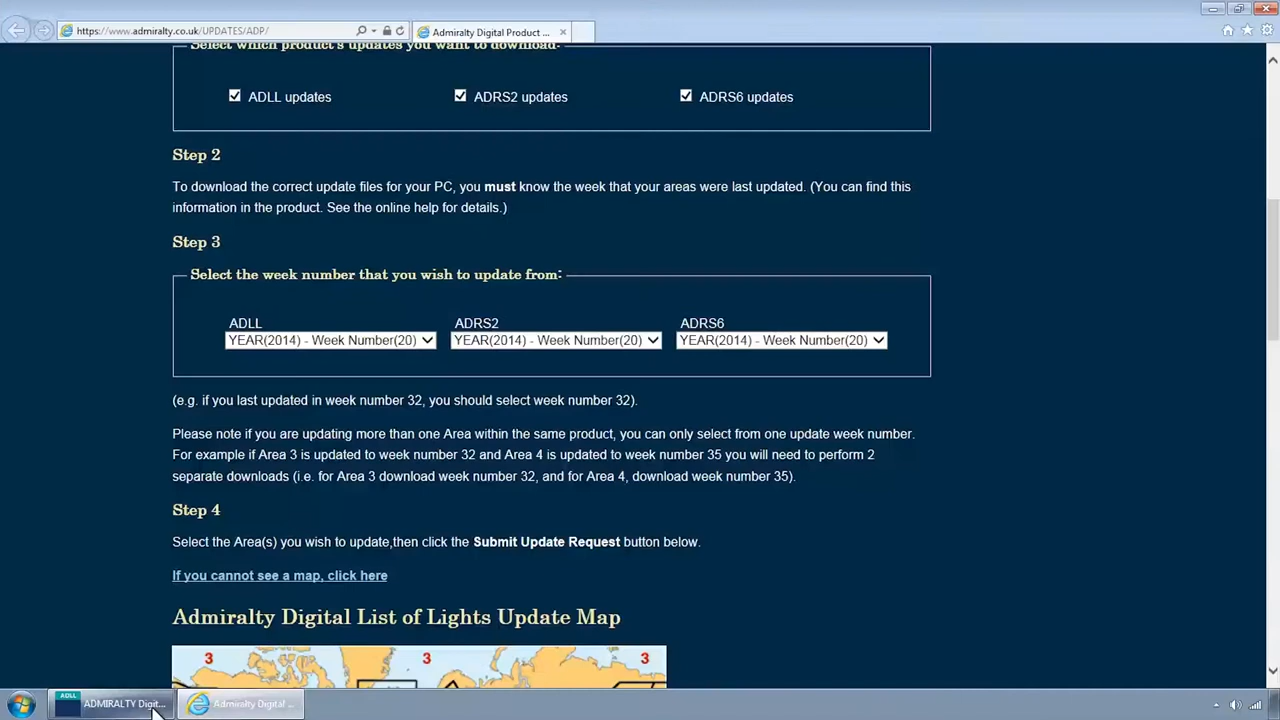 https://www.admiralty.co.uk/UPDATES/ADP/
Admiralty Digital Product ...
Select which product's updates you want to download:
ADLL updates
ADRS2 updates
ADRS6 updates
Step 2
To download the correct update files for your PC, you must know the week that your areas were last updated. (You can find this
information in the product. See the online help for details.)
Step 3
Select the week number that you wish to update from:
ADLL
ADRS2
ADRS6
YEAR(2014) - Week Number(20)
YEAR(2014) - Week Number(20)
YEAR(2014) - Week Number(20)
(e.g. if you last updated in week number 32, you should select week number 32).
Please note if you are updating more than one Area within the same product, you can only select from one update week number.
For example if Area 3 is updated to week number 32 and Area 4 is updated to week number 35 you will need to perform 2
separate downloads (i.e. for Area 3 download week number 32, and for Area 4, download week number 35).
Step 4
Select the Area(s) you wish to update,then click the Submit Update Request button below.
If you cannot see a map, click here
Admiralty Digital List of Lights Update Map
3
3
3
ADLL
ADMIRALTY Digit...
Admiralty Digital ...